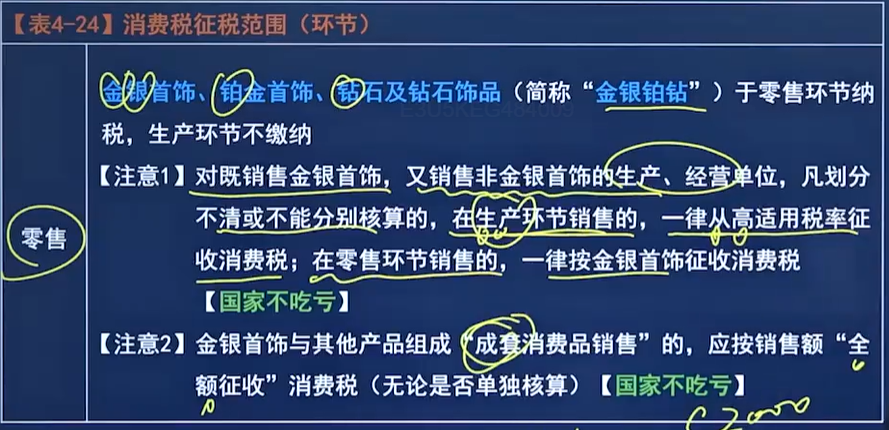 【表4-24】消费税征税范围（环节）
零售
金银首饰、铂金首饰、钻石及钻石饰品（简称“金银铂钻”）于零售环节纳
税，生产环节不缴纳
【注意1】对既销售金银首饰，又销售非金银首饰的生产、经营单位，凡划分
不清或不能分别核算的，在生产环节销售的，一律从高适用税率征
收消费税；在零售环节销售的，一律按金银首饰征收消费税
【国家不吃亏】
【注意2】金银首饰与其他产品组成“成套消费品销售”的，应按销售额“全
额征收”消费税（无论是否单独核算）【国家不吃亏】